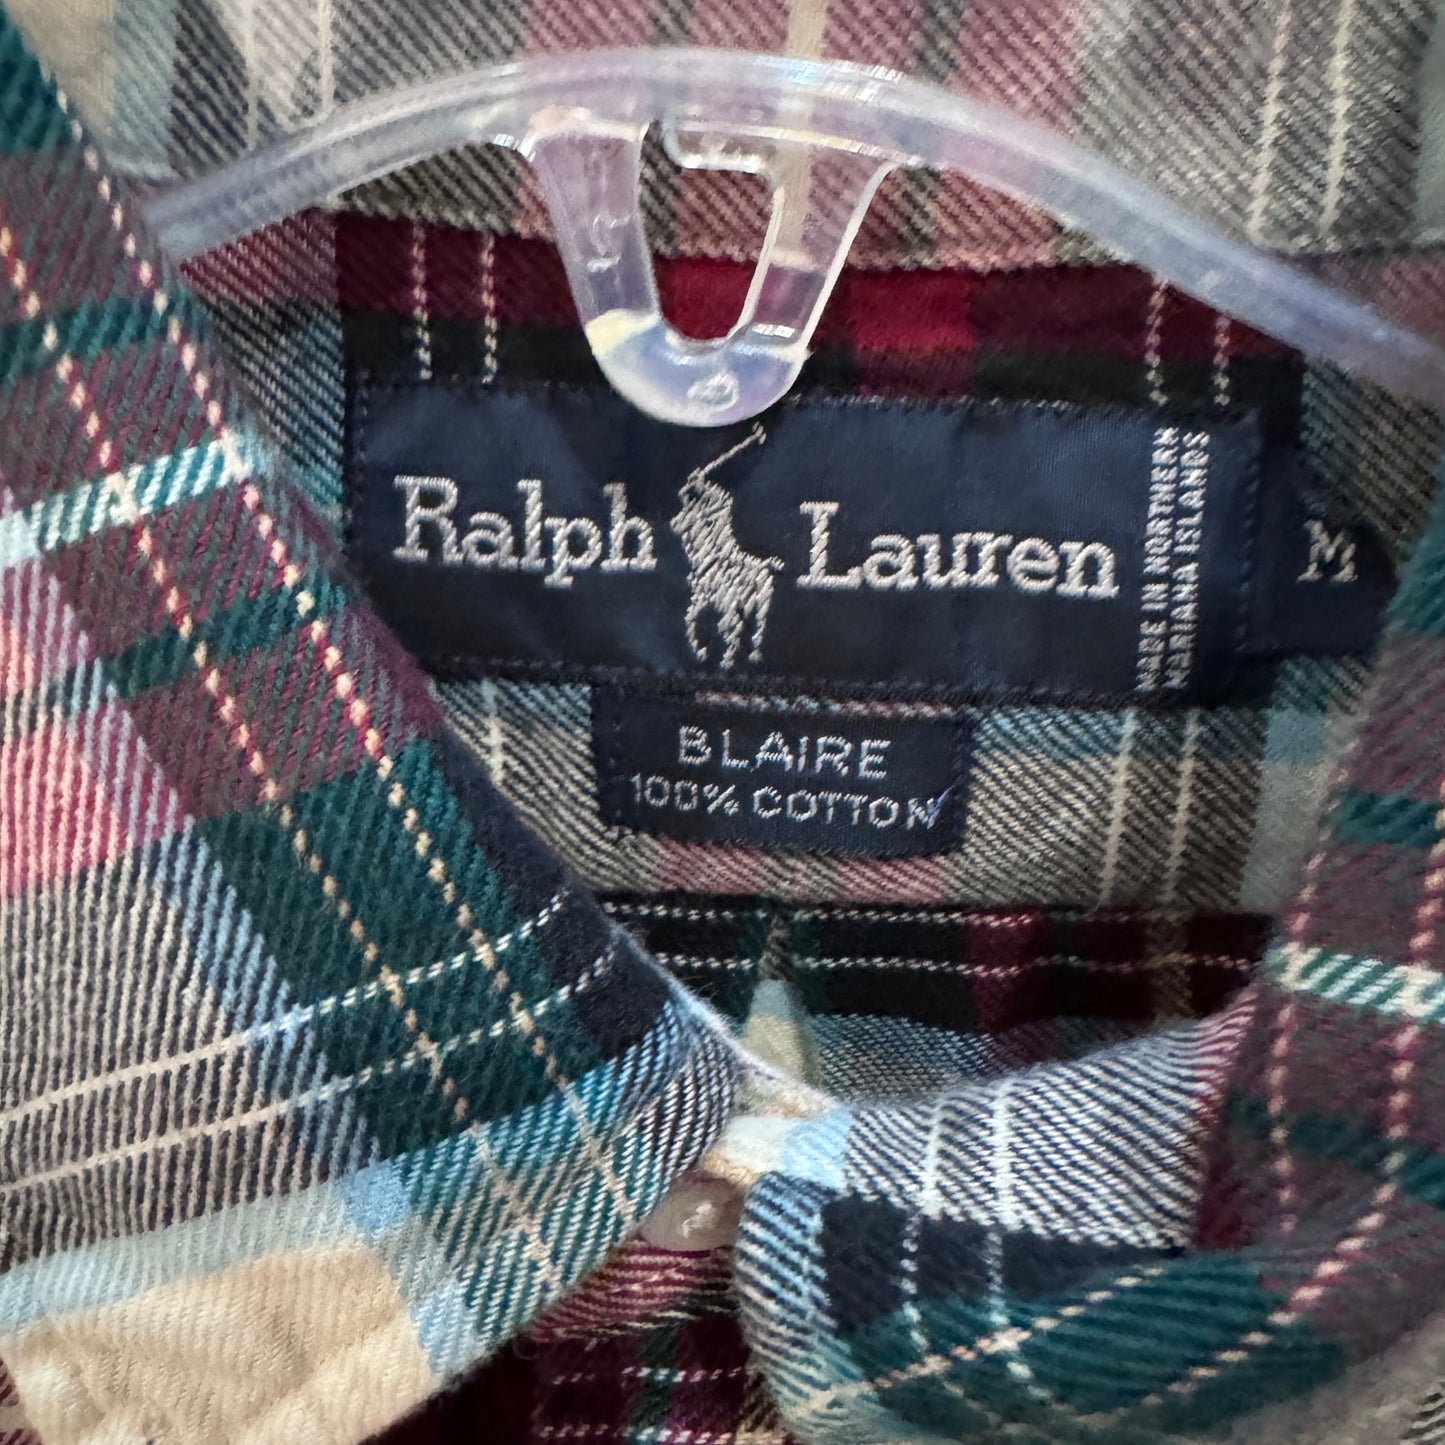 Ralph Lauren
MADE IN NORTHERN
MARIANA ISLANDS
M
BLAIRE
100% COTTON